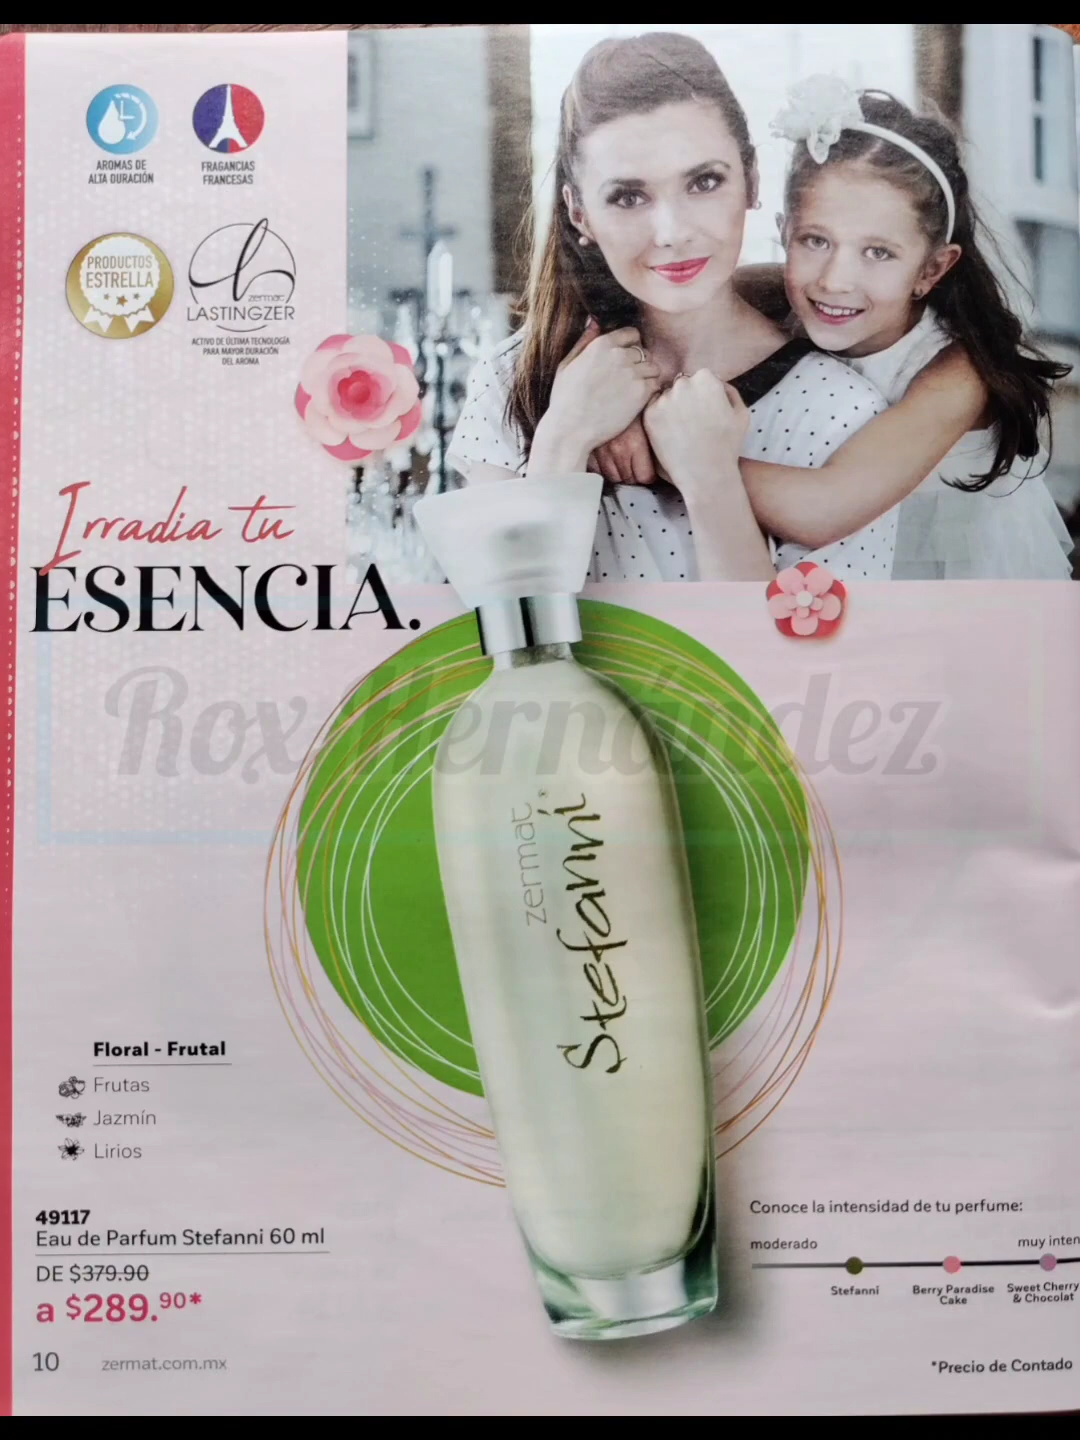 AROMAS DE
ALTA DURACIÓN
FRAGANCIAS
FRANCESAS
PRODUCTOS
ESTRELLA
zermat
LASTINGZER
ACTIVO DE ÚLTIMA TECNOLOGÍA
PARA MAYOR DURACIÓN
DEL AROMA
Irradia tu
ESENCIA.
Rox Hernández
zermat
Stefanni
Floral - Frutal
Frutas
Jazmín
Lirios
49117
Eau de Parfum Stefanni 60 ml
DE $379.90
a $289.90*
Conoce la intensidad de tu perfume:
moderado
muy inten
Stefanni
Berry Paradise
Cake
Sweet Cherry
& Chocolat
*Precio de Contado
10
zermat.com.mx